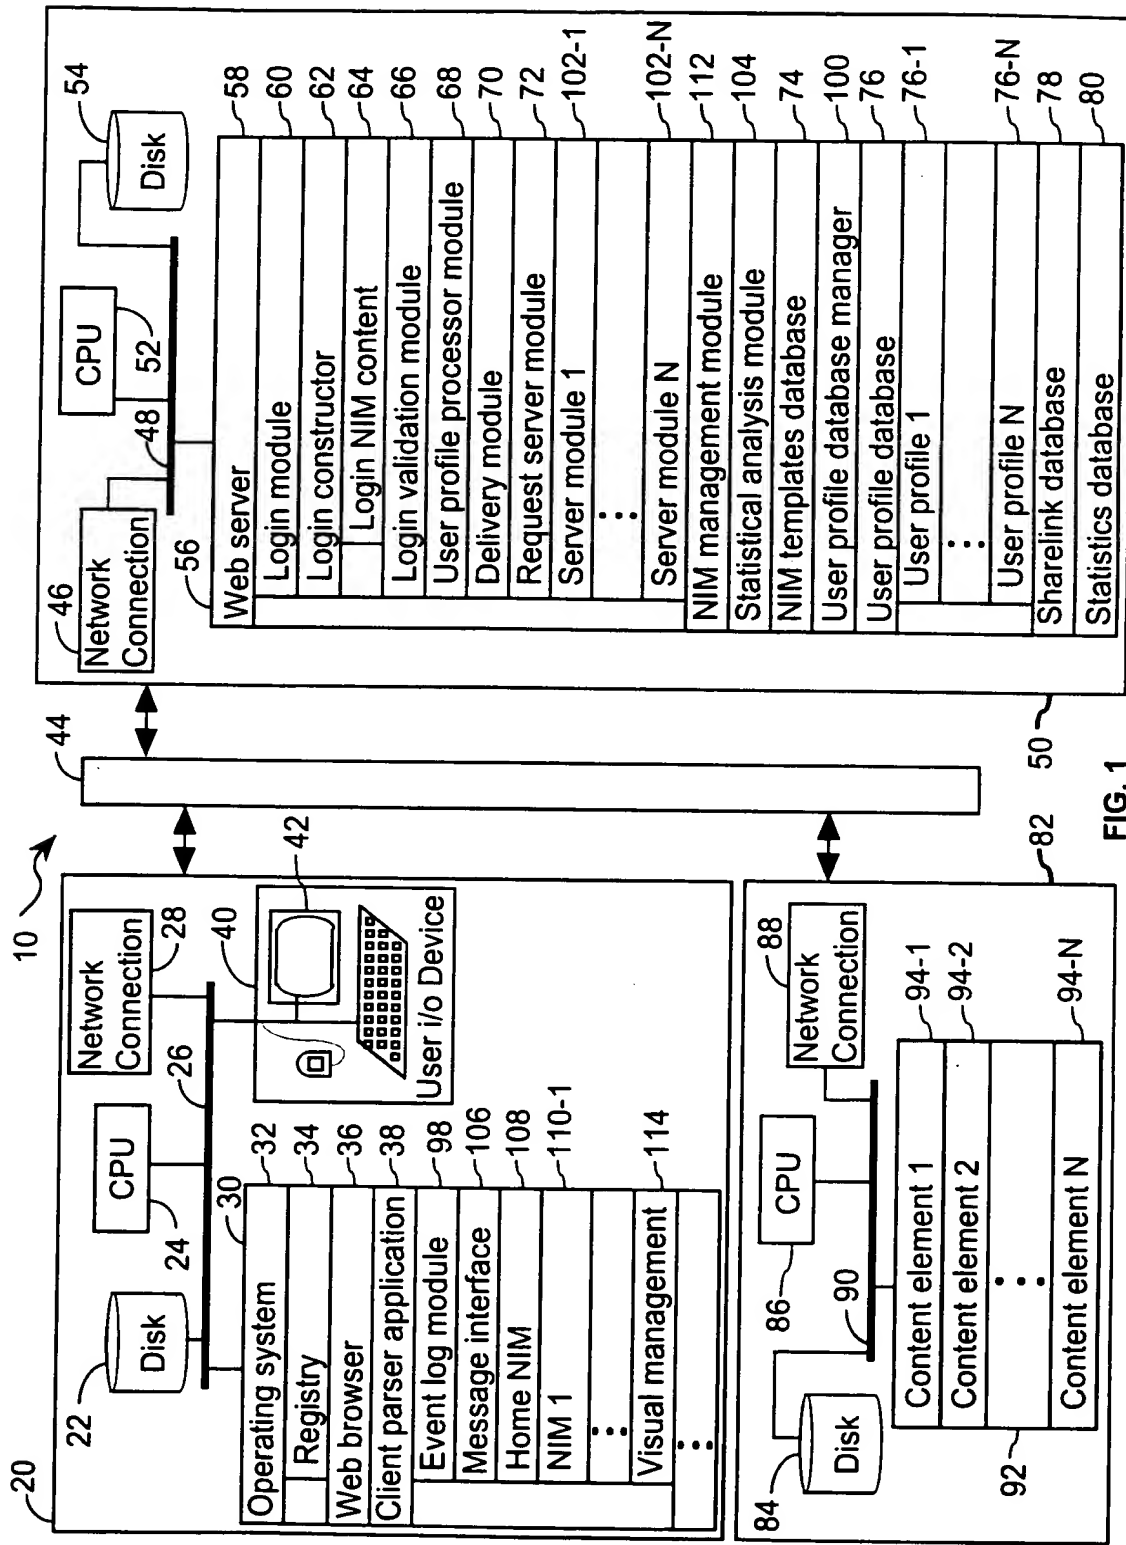 10
20
22
Disk
CPU
24
26
Network
Connection
28
30
Operating system
32
Registry
34
Web browser
36
Client parser application
38
Event log module
98
Message interface
106
Home NIM
108
NIM 1
110-1
•••
Visual management
114
•••
40
42
User i/o Device
44
46
Network
Connection
48
CPU
52
54
Disk
56
Web server
58
Login module
60
Login constructor
62
Login NIM content
64
Login validation module
66
User profile processor module
68
Delivery module
70
Request server module
72
Server module 1
102-1
•••
Server module N
102-N
NIM management module
112
Statistical analysis module
104
NIM templates database
74
User profile database manager
100
User profile database
76
User profile 1
76-1
•••
User profile N
76-N
Sharelink database
78
Statistics database
80
50
84
Disk
CPU
86
90
Network
Connection
88
92
Content element 1
94-1
Content element 2
94-2
•••
Content element N
94-N
82
FIG. 1